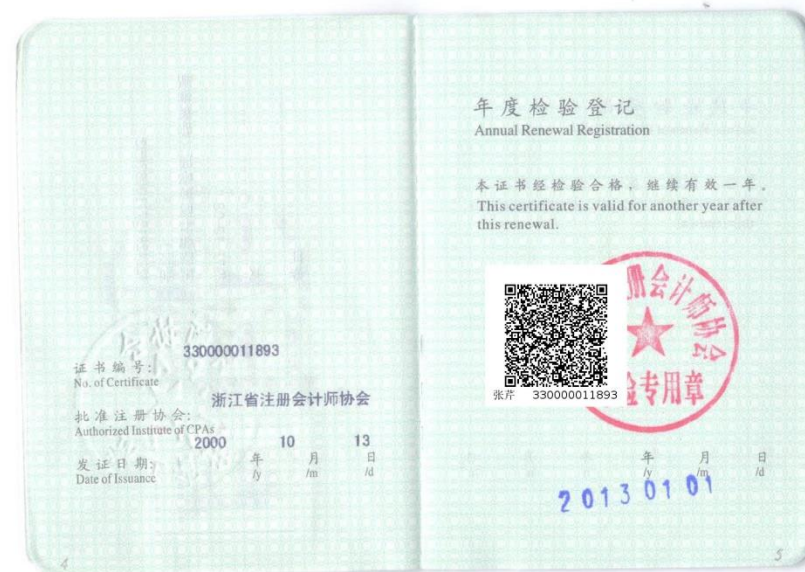 330000011893
证书编号:
No. of Certificate
浙江省注册会计师协会
批准注册协会:
Authorized Institute of CPAs
2000 10 13
发证日期: 年 月 日
Date of Issuance /y /m /d
4
年度检验登记
Annual Renewal Registration
本证书经检验合格，继续有效一年。
This certificate is valid for another year after
this renewal.
册会计师协会
检专用章
张芹 330000011893
年 月 日
/y /m /d
2013 01 01
5